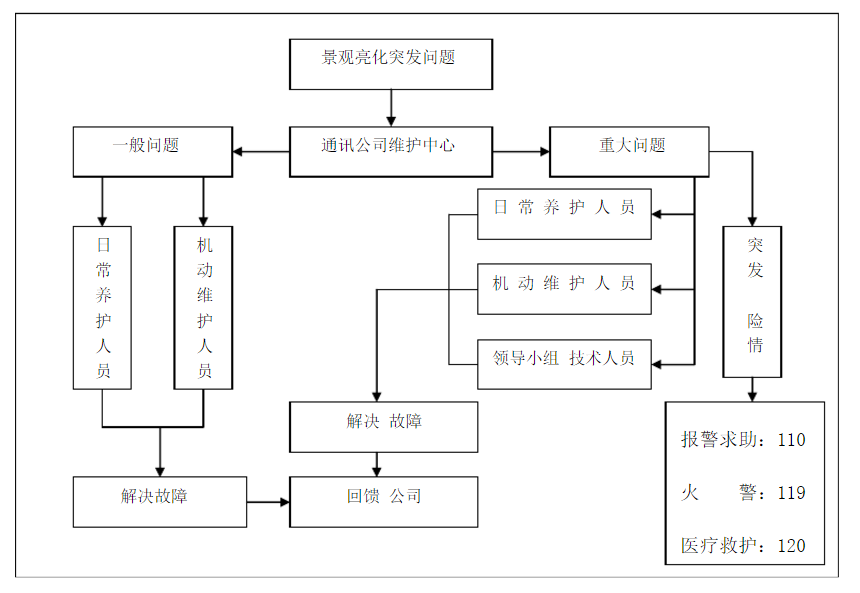 景观亮化突发问题
一般问题
通讯公司维护中心
重大问题
日常养护人员
机动维护人员
日常养护人员
机动维护人员
领导小组 技术人员
突发 险情
解决 故障
报警求助：110
火 警：119
医疗救护：120
解决故障
回馈 公司